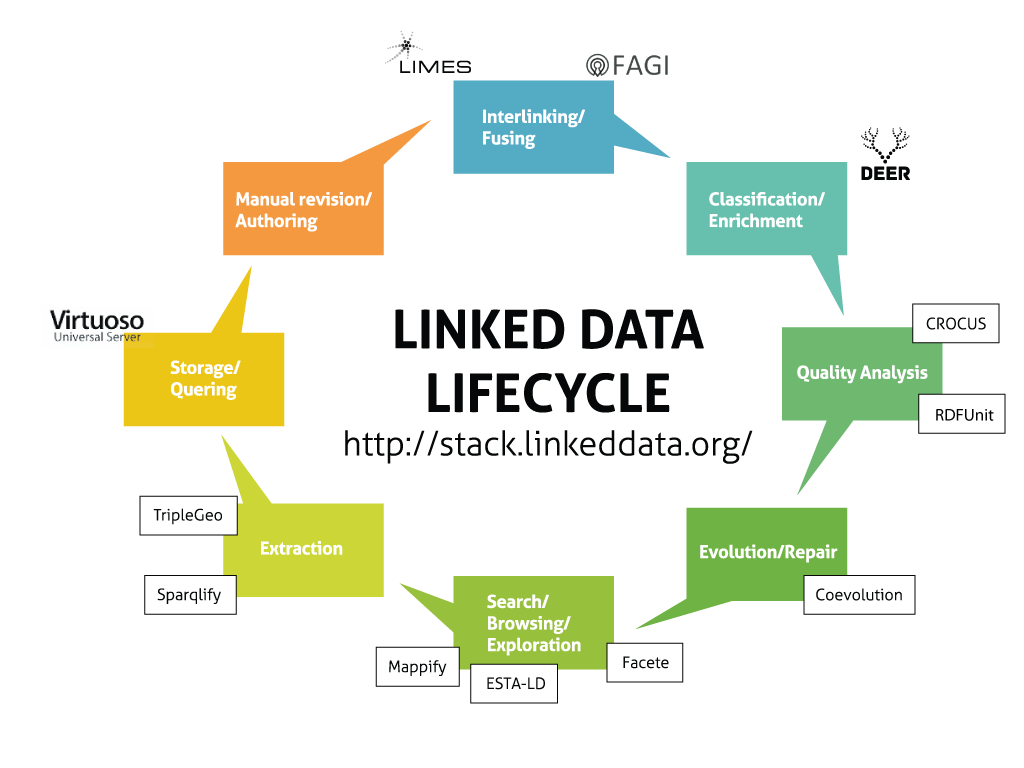 LIMES
FAGI
Interlinking/
Fusing
DEER
Manual revision/
Authoring
Classification/
Enrichment
Virtuoso
Universal Server
LINKED DATA
LIFECYCLE
http://stack.linkeddata.org/
CROCUS
Storage/
Quering
Quality Analysis
RDFUnit
TripleGeo
Extraction
Sparqlify
Evolution/Repair
Coevolution
Search/
Browsing/
Exploration
Mappify
ESTA-LD
Facete